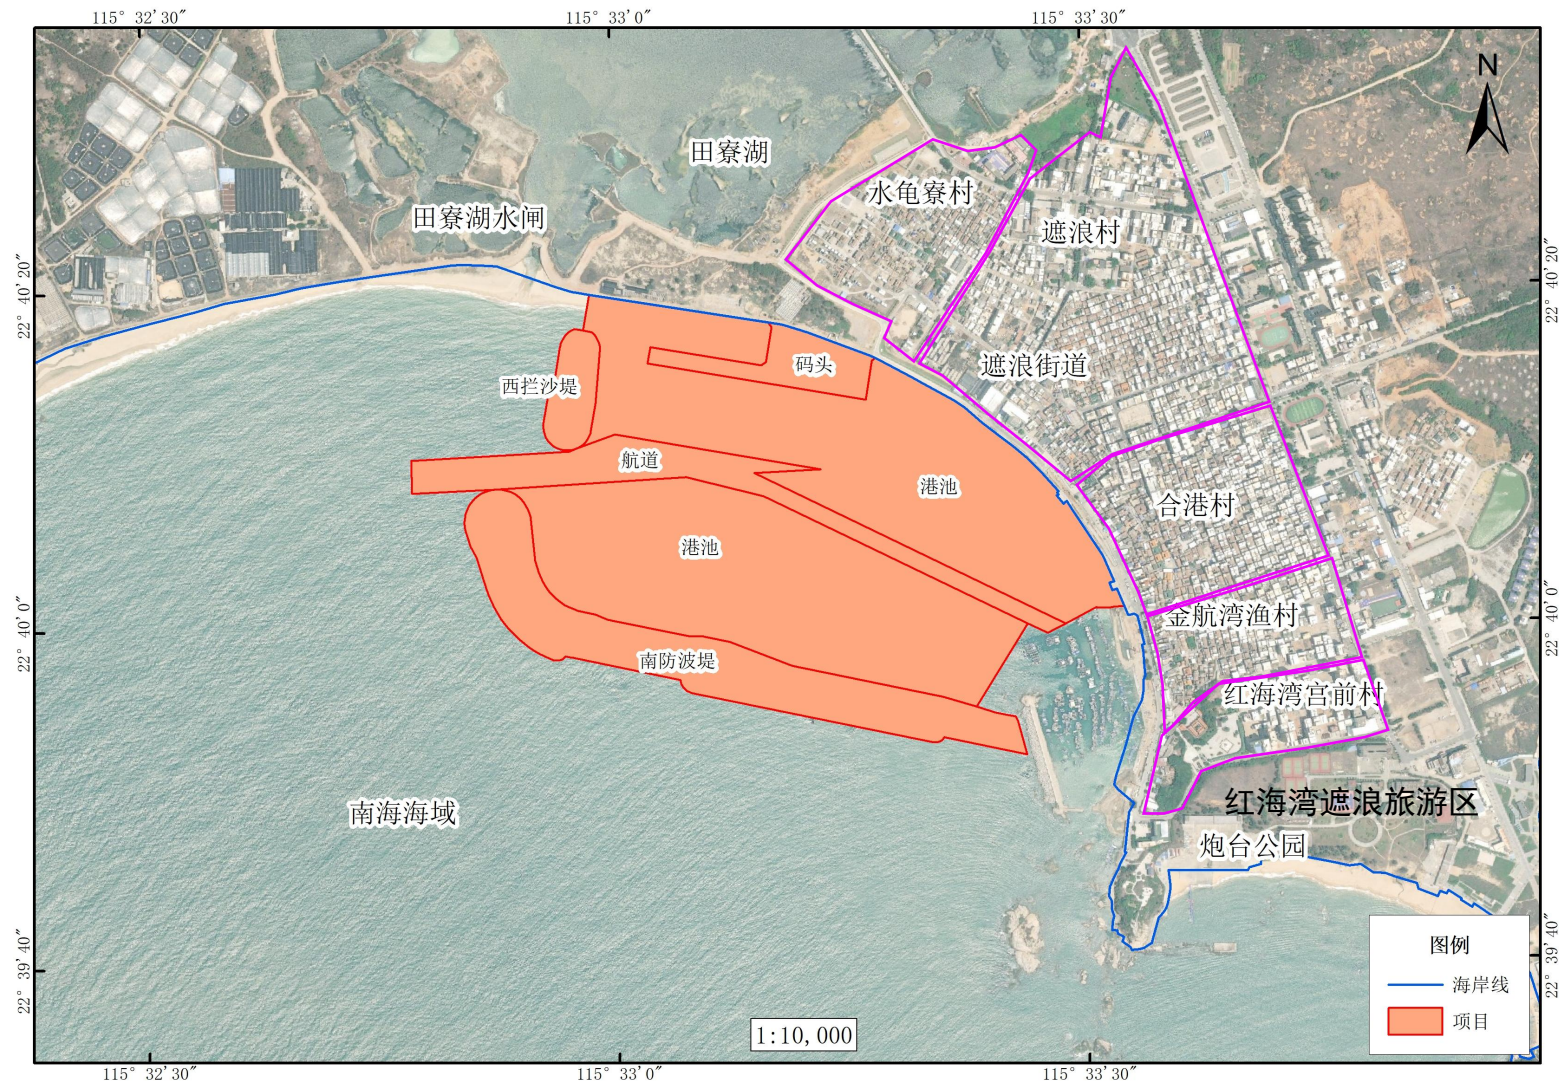 115° 32′30″
115° 33′0″
115° 33′30″
N
田寮湖
水龟寮村
田寮湖水闸
遮浪村
22° 40′20″
22° 40′20″
遮浪街道
码头
西拦沙堤
航道
港池
合港村
港池
22° 40′0″
22° 40′0″
金航湾渔村
南防波堤
红海湾宫前村
红海湾遮浪旅游区
南海海域
炮台公园
22° 39′40″
22° 39′40″
图例
海岸线
项目
1:10,000
115° 32′30″
115° 33′0″
115° 33′30″